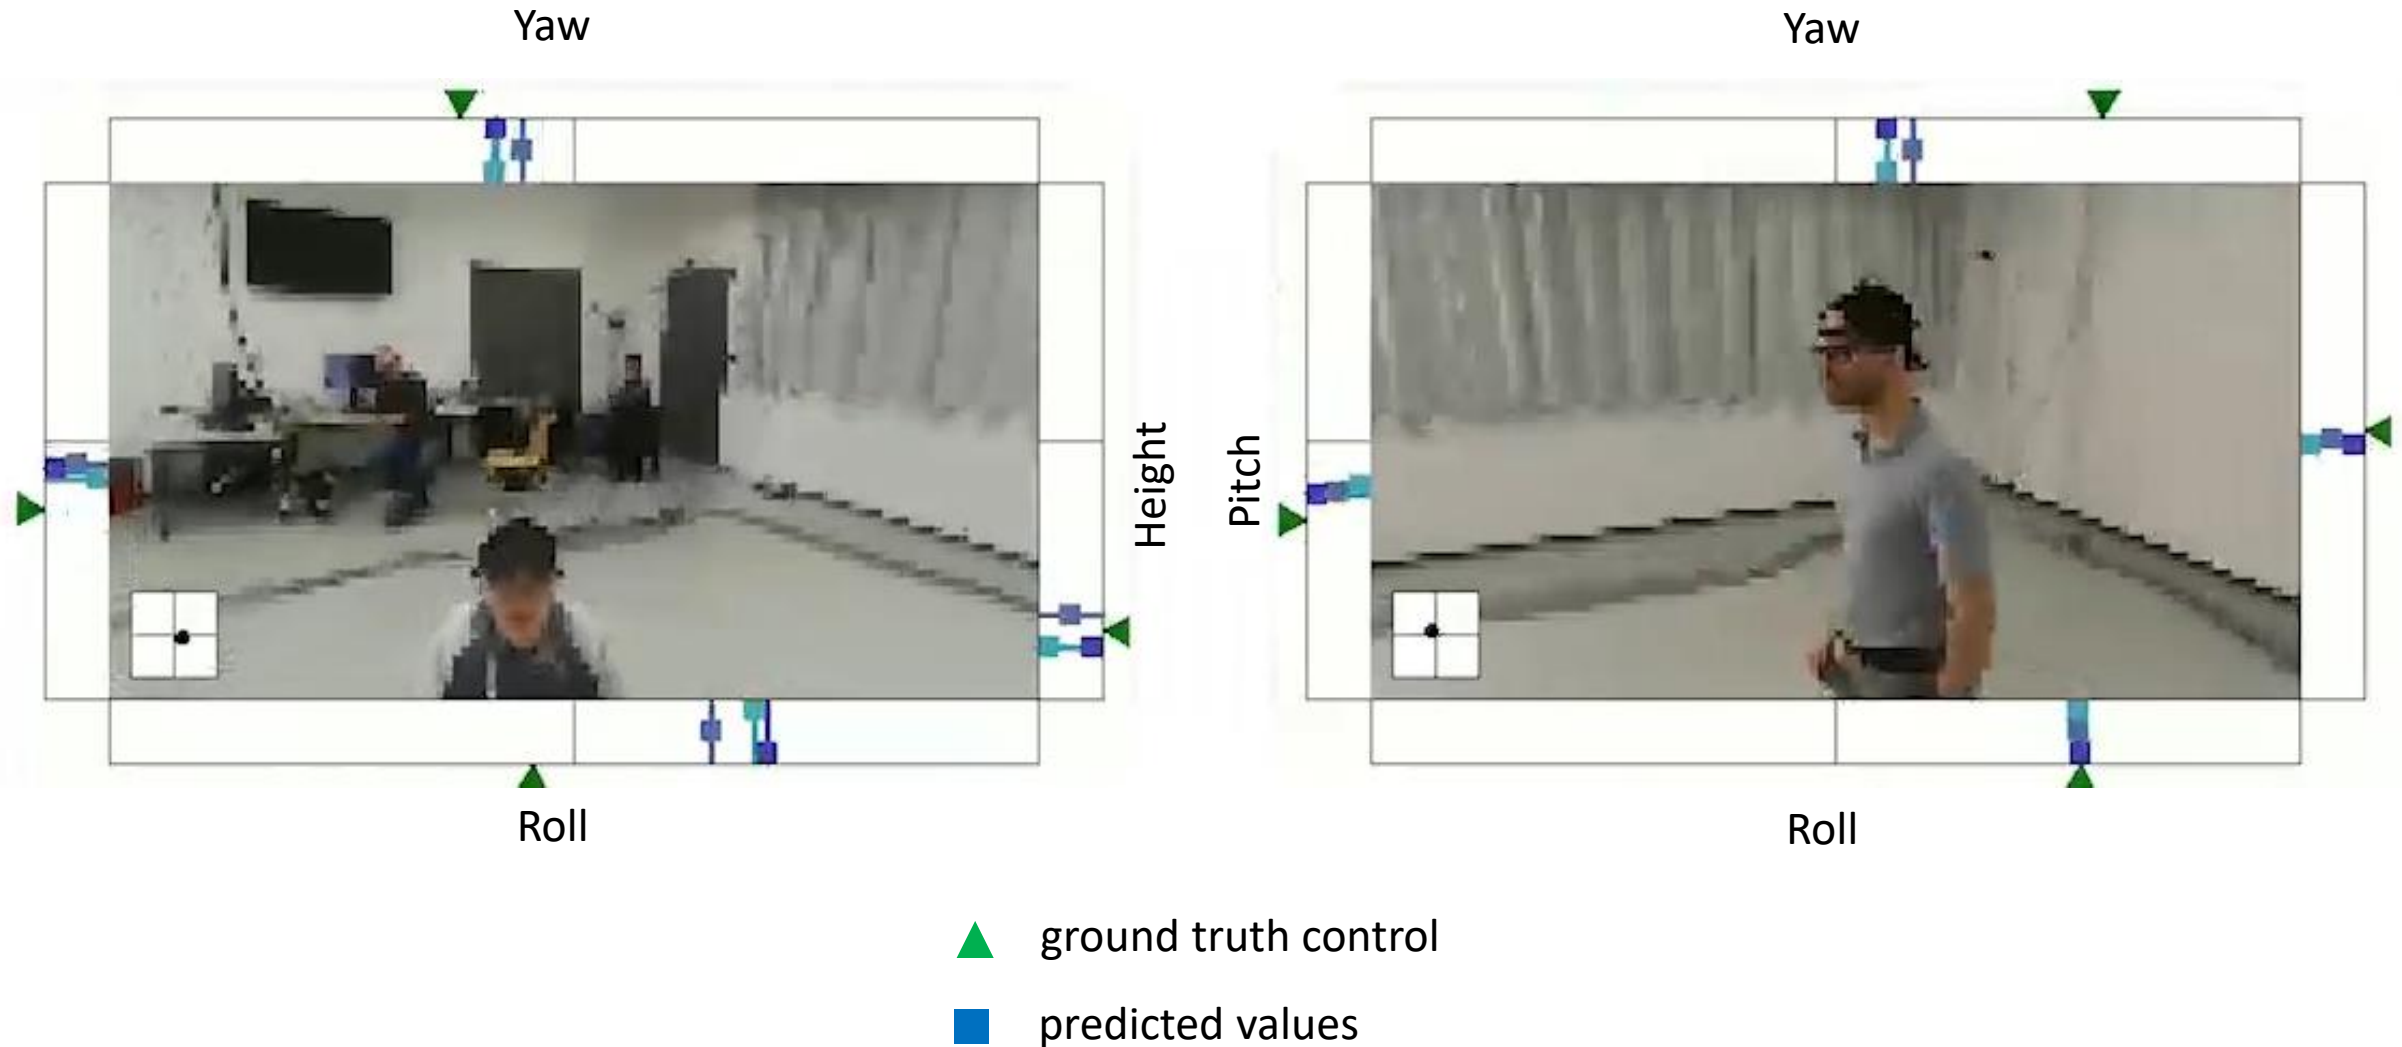 Yaw
Yaw
Height
Pitch
Roll
Roll
ground truth control
predicted values